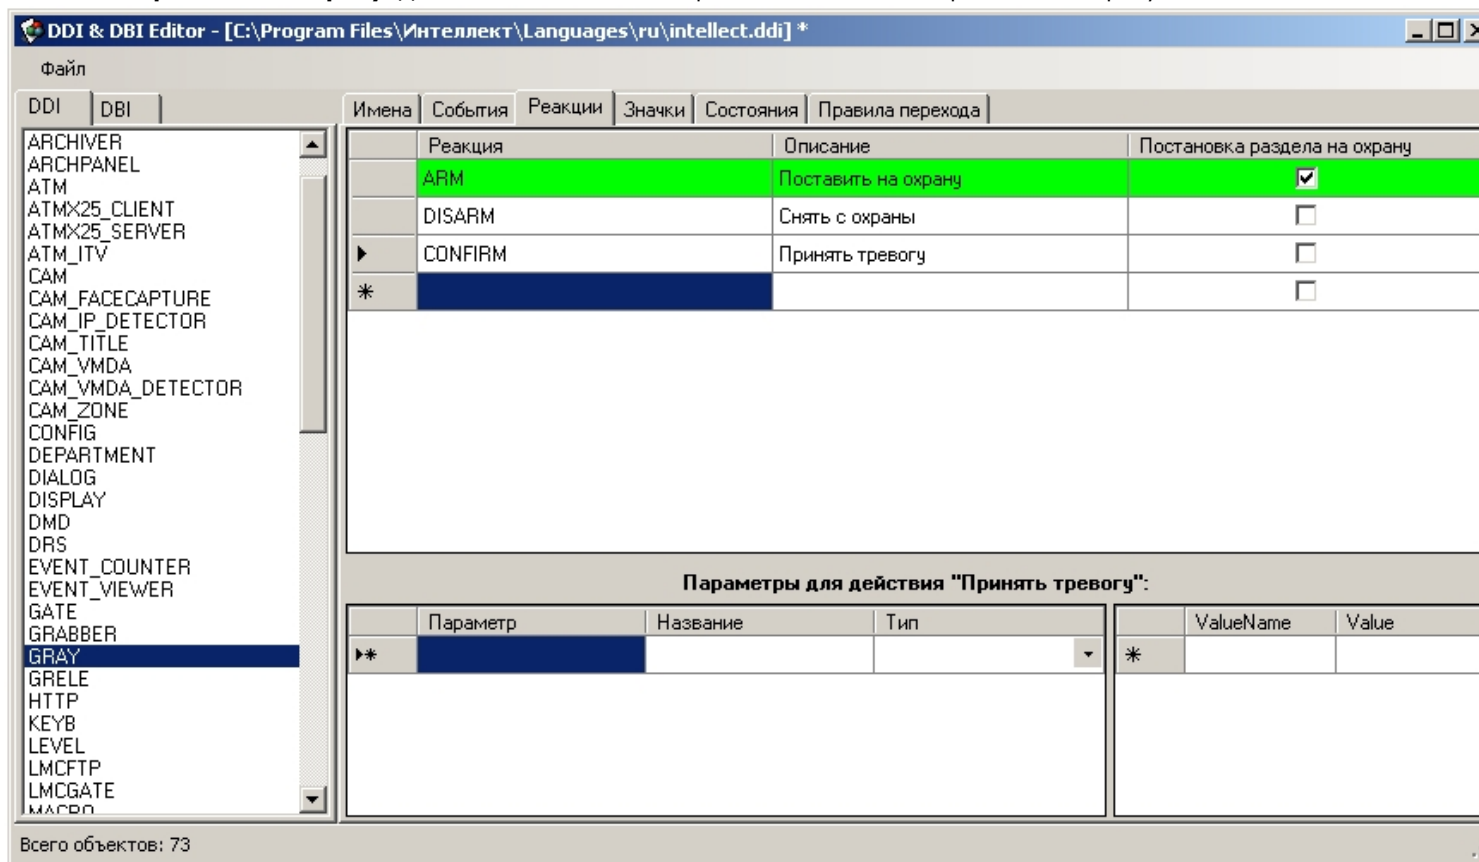 DDI & DBI Editor - [C:\Program Files\Интеллект\Languages\ru\intellect.ddi] *
Файл
DDI DBI
Имена События Реакции Значки Состояния Правила перехода
ARCHIVER
ARCHPANEL
ATM
ATMX25_CLIENT
ATMX25_SERVER
ATM_ITV
CAM
CAM_FACECAPTURE
CAM_IP_DETECTOR
CAM_TITLE
CAM_VMDA
CAM_VMDA_DETECTOR
CAM_ZONE
CONFIG
DEPARTMENT
DIALOG
DISPLAY
DMD
DRS
EVENT_COUNTER
EVENT_VIEWER
GATE
GRABBER
GRAY
GRELE
HTTP
KEYB
LEVEL
LMCFTP
LMCGATE
MACRO
Реакция Описание Постановка раздела на охрану
ARM Поставить на охрану
DISARM Снять с охраны
CONFIRM Принять тревогу
Параметры для действия "Принять тревогу":
Параметр Название Тип ValueName Value
Всего объектов: 73